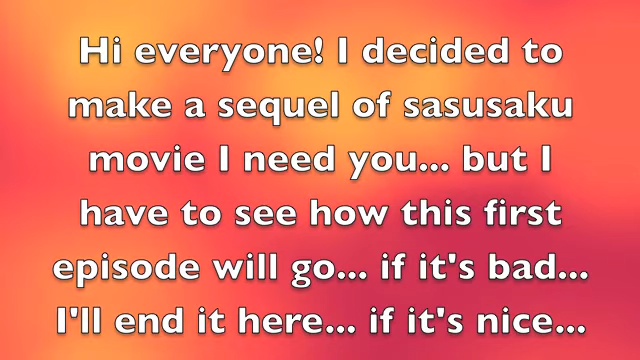 Hi everyone! I decided to
make a sequel of sasusaku
movie I need you... but I
have to see how this first
episode will go... if it's bad...
I'll end it here... if it's nice...